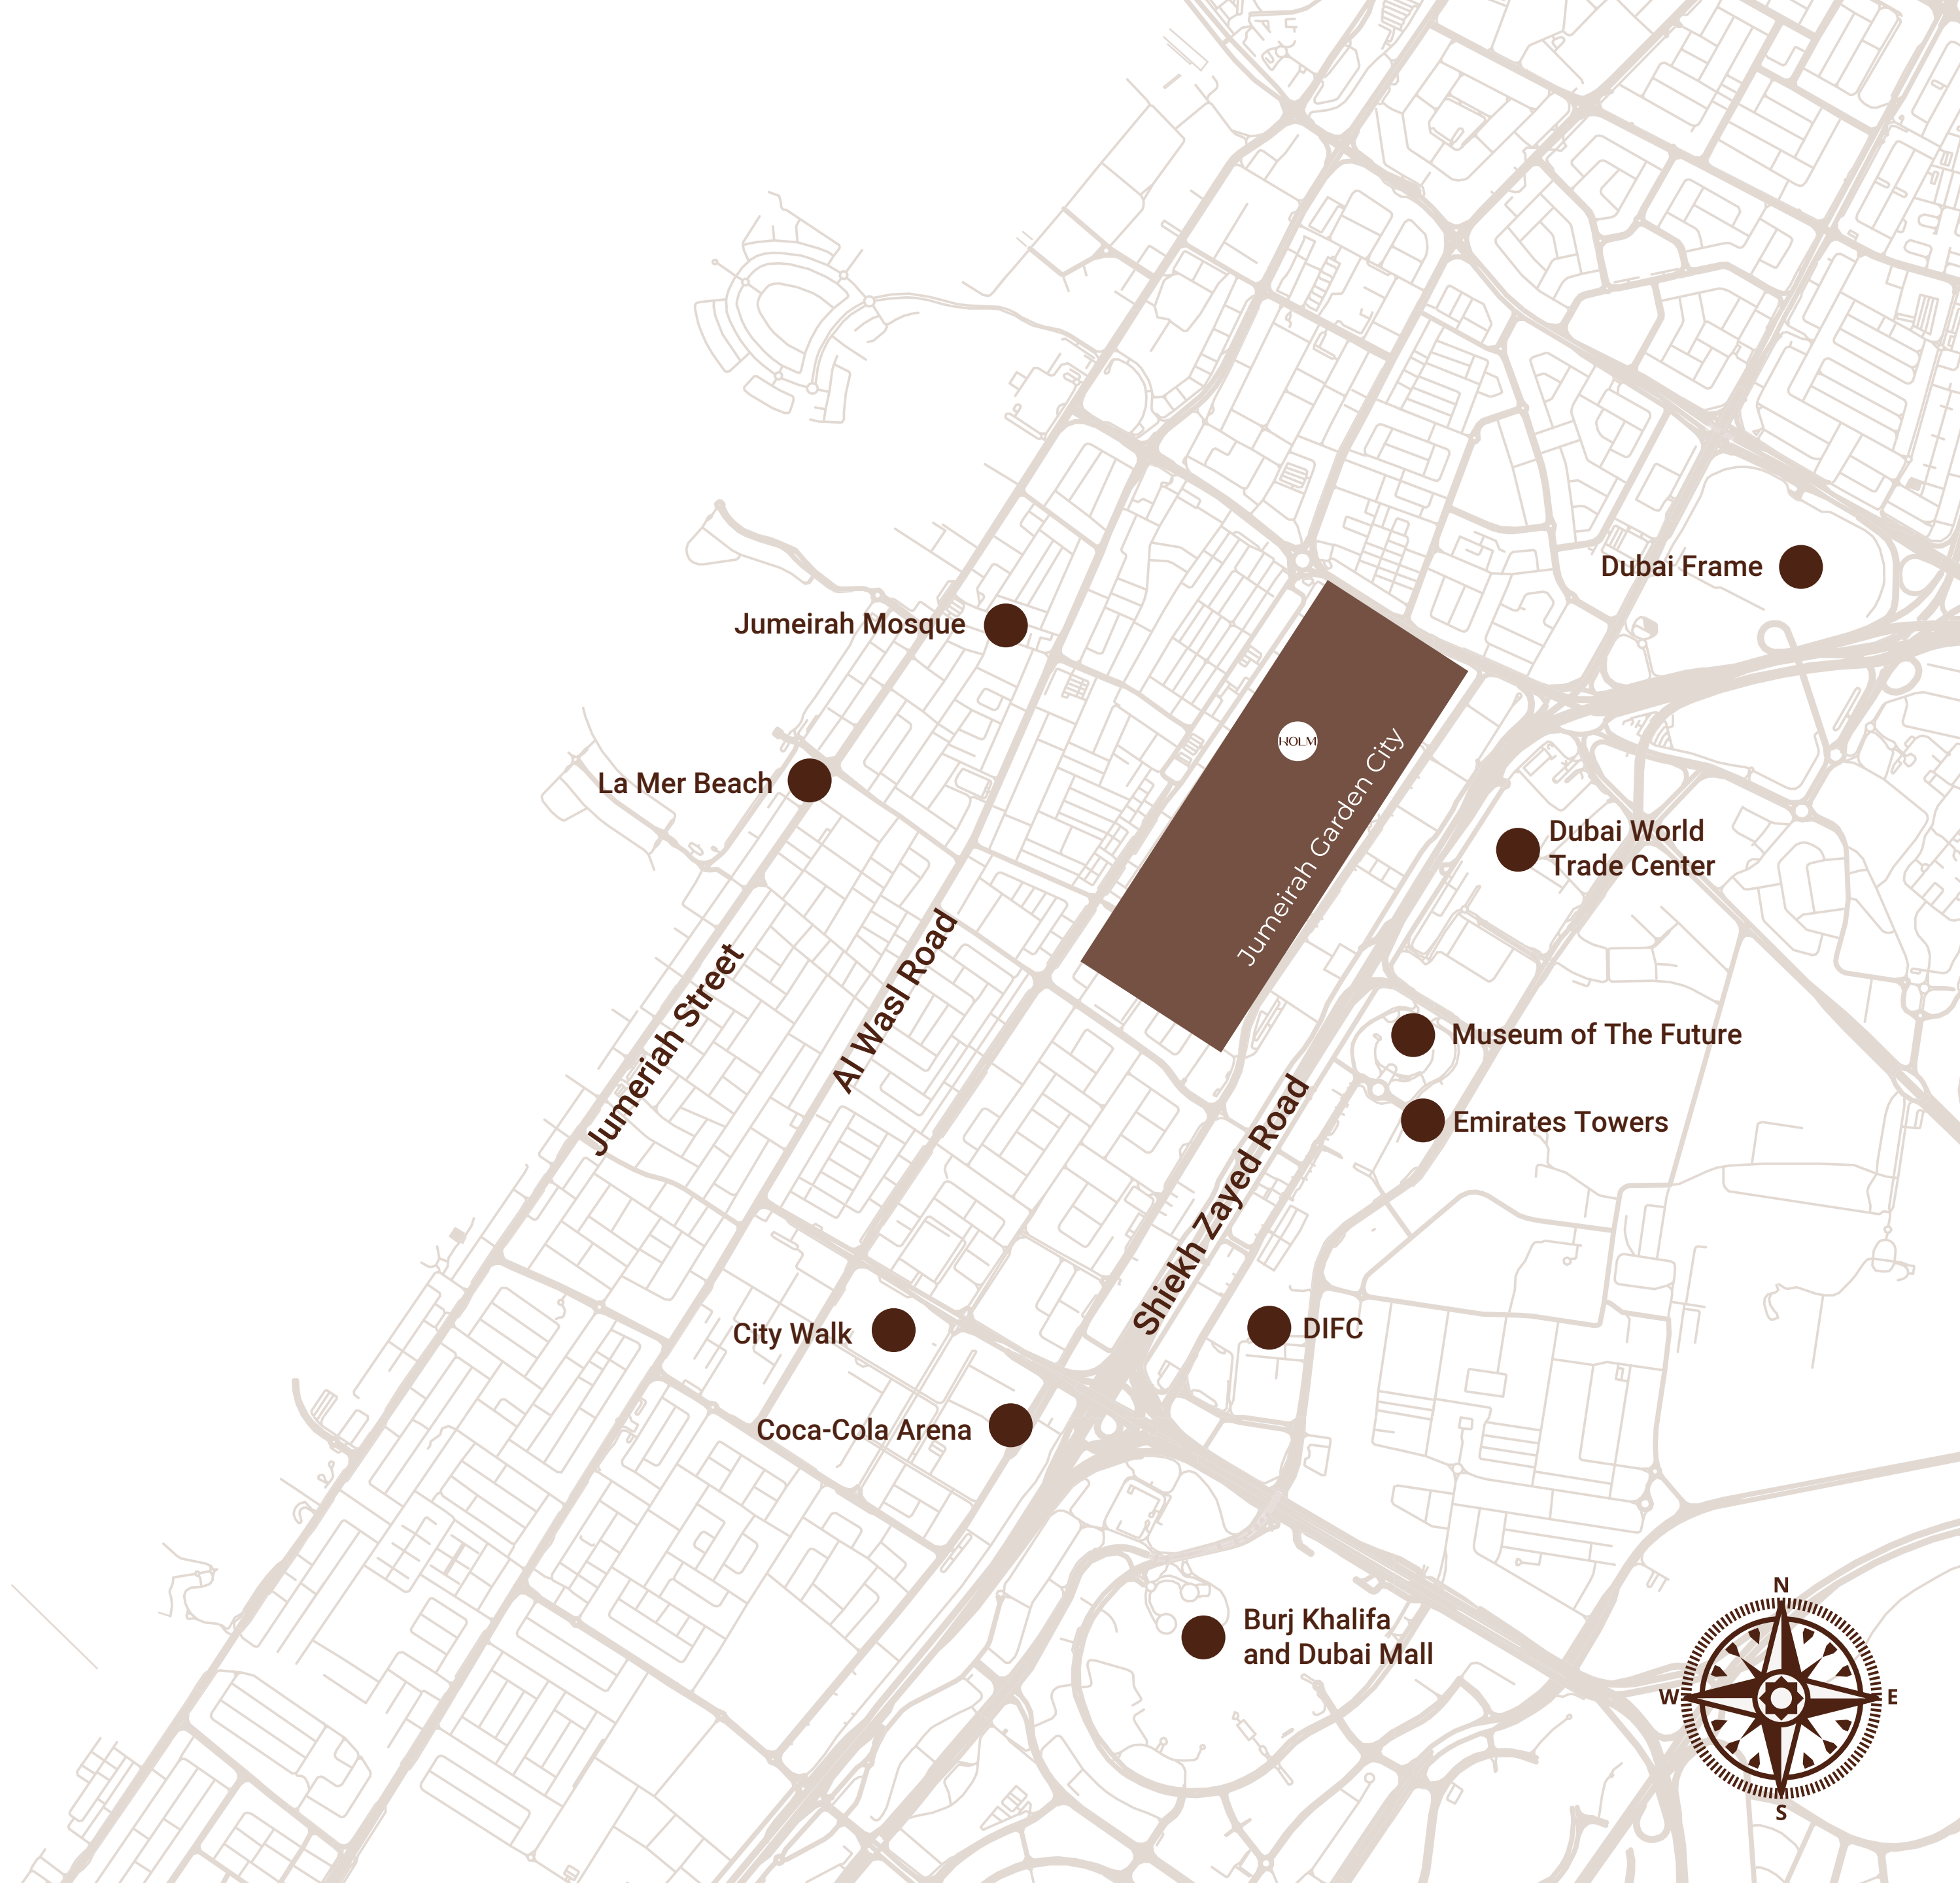 Dubai Frame
Jumeirah Mosque
HOLM
La Mer Beach
Jumeirah Garden City
Dubai World
Trade Center
Jumeriah Street
Al Wasl Road
Museum of The Future
Emirates Towers
Shiekh Zayed Road
City Walk
DIFC
Coca-Cola Arena
Burj Khalifa
and Dubai Mall
N
W
E
S